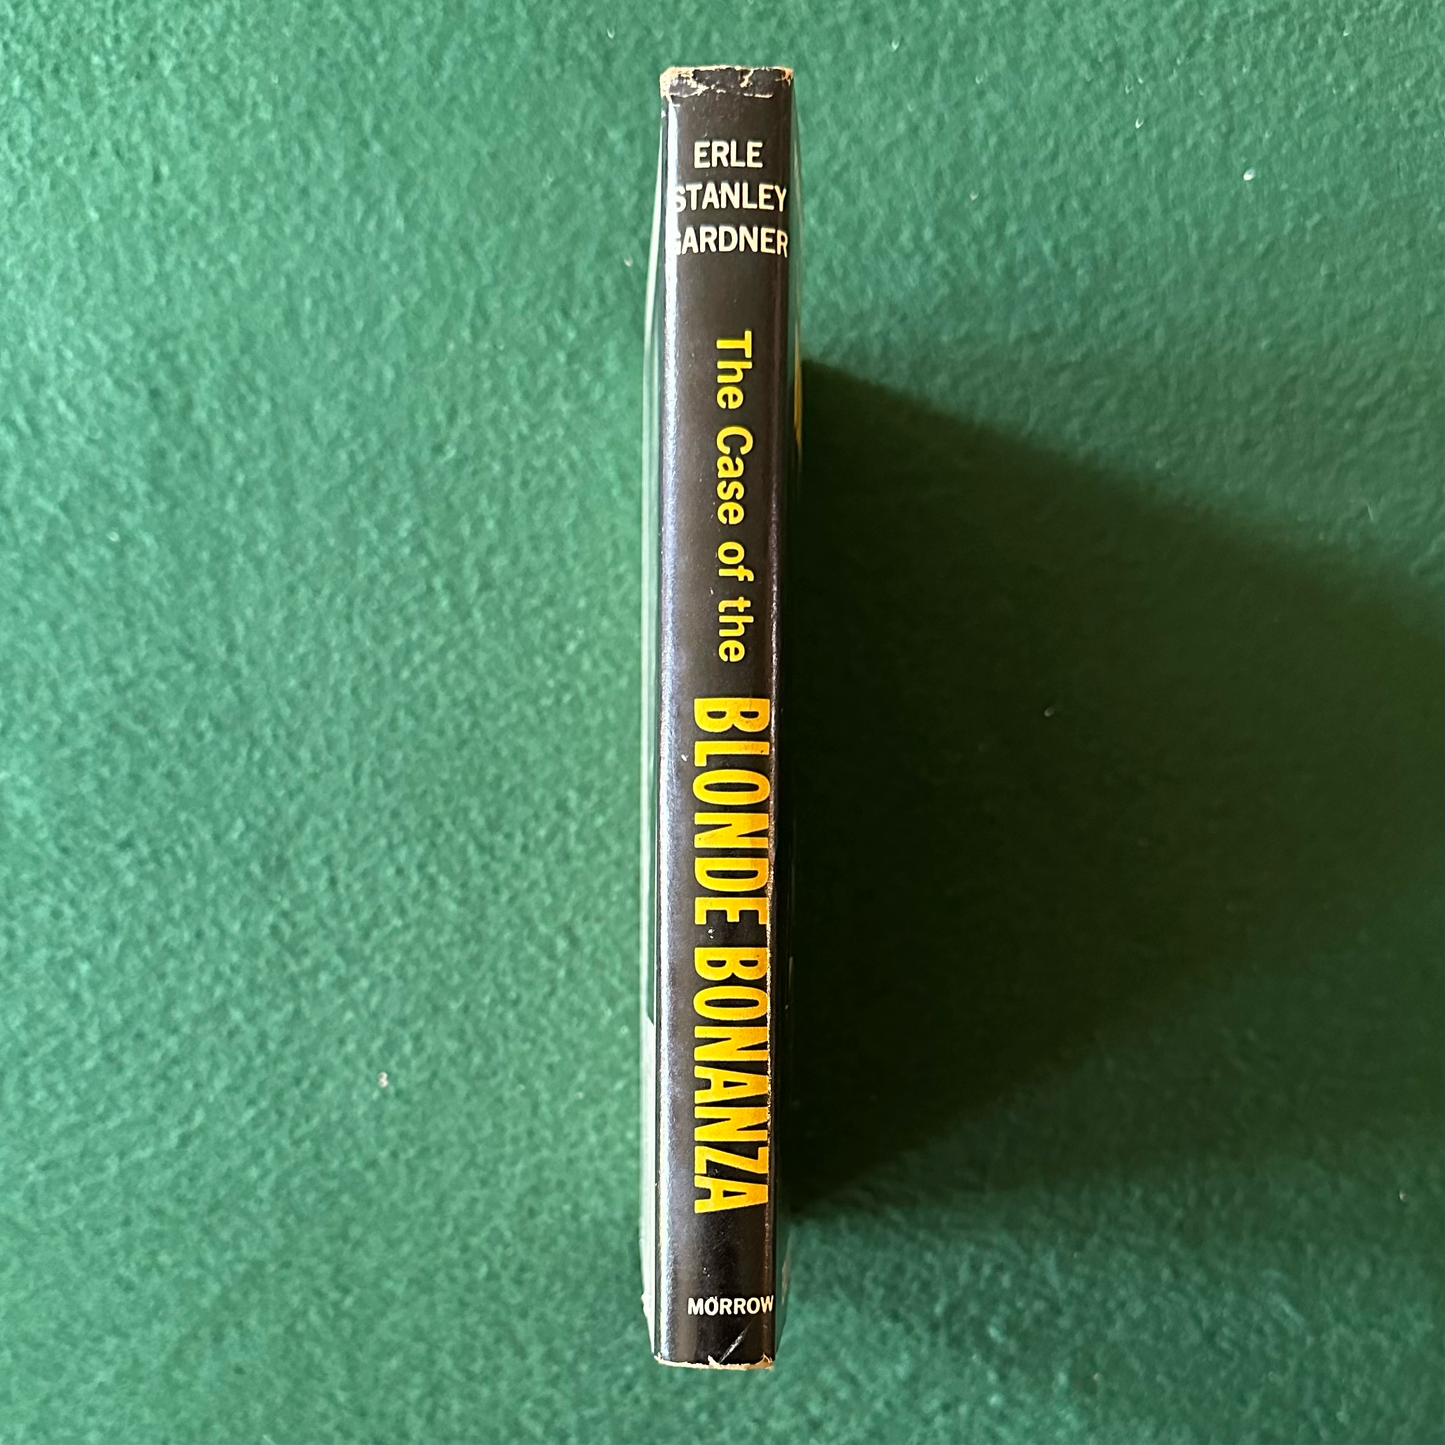 ERLE
STANLEY
GARDNER
The Case of the
BLONDE BONANZA
MORROW